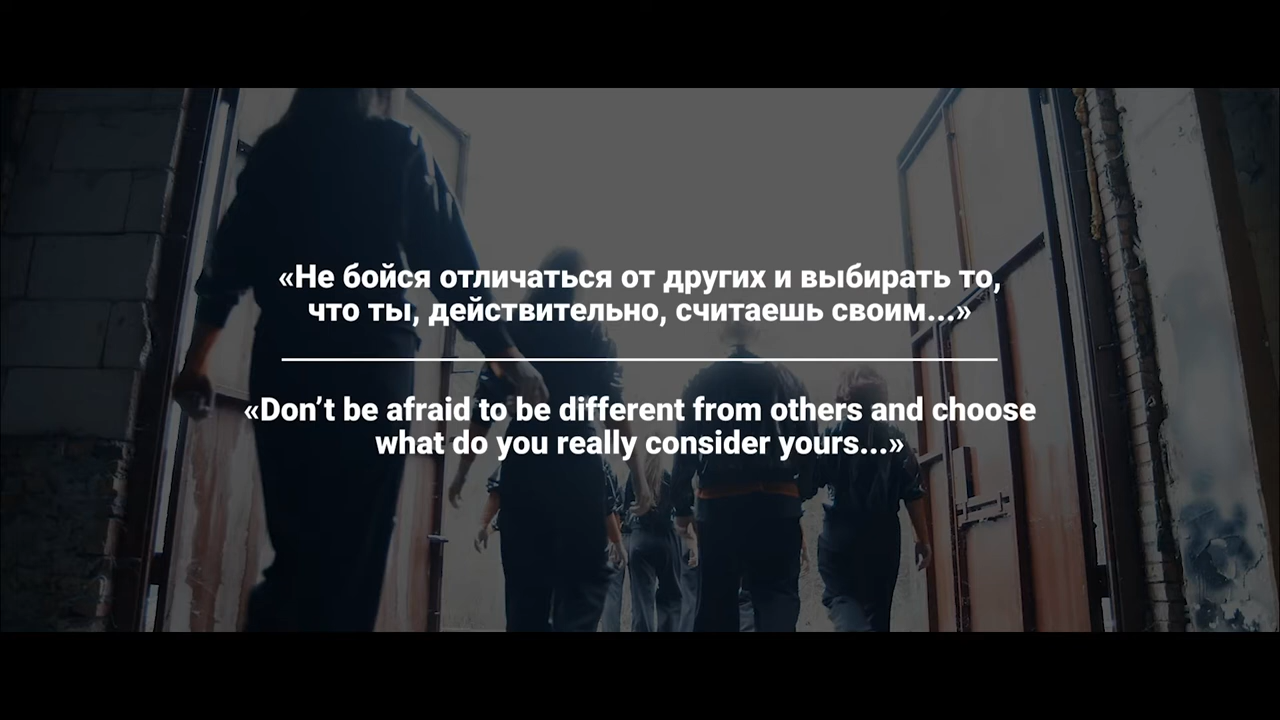 «Не бойся отличаться от других и выбирать то,
что ты, действительно, считаешь своим...»
«Don't be afraid to be different from others and choose
what do you really consider yours...»